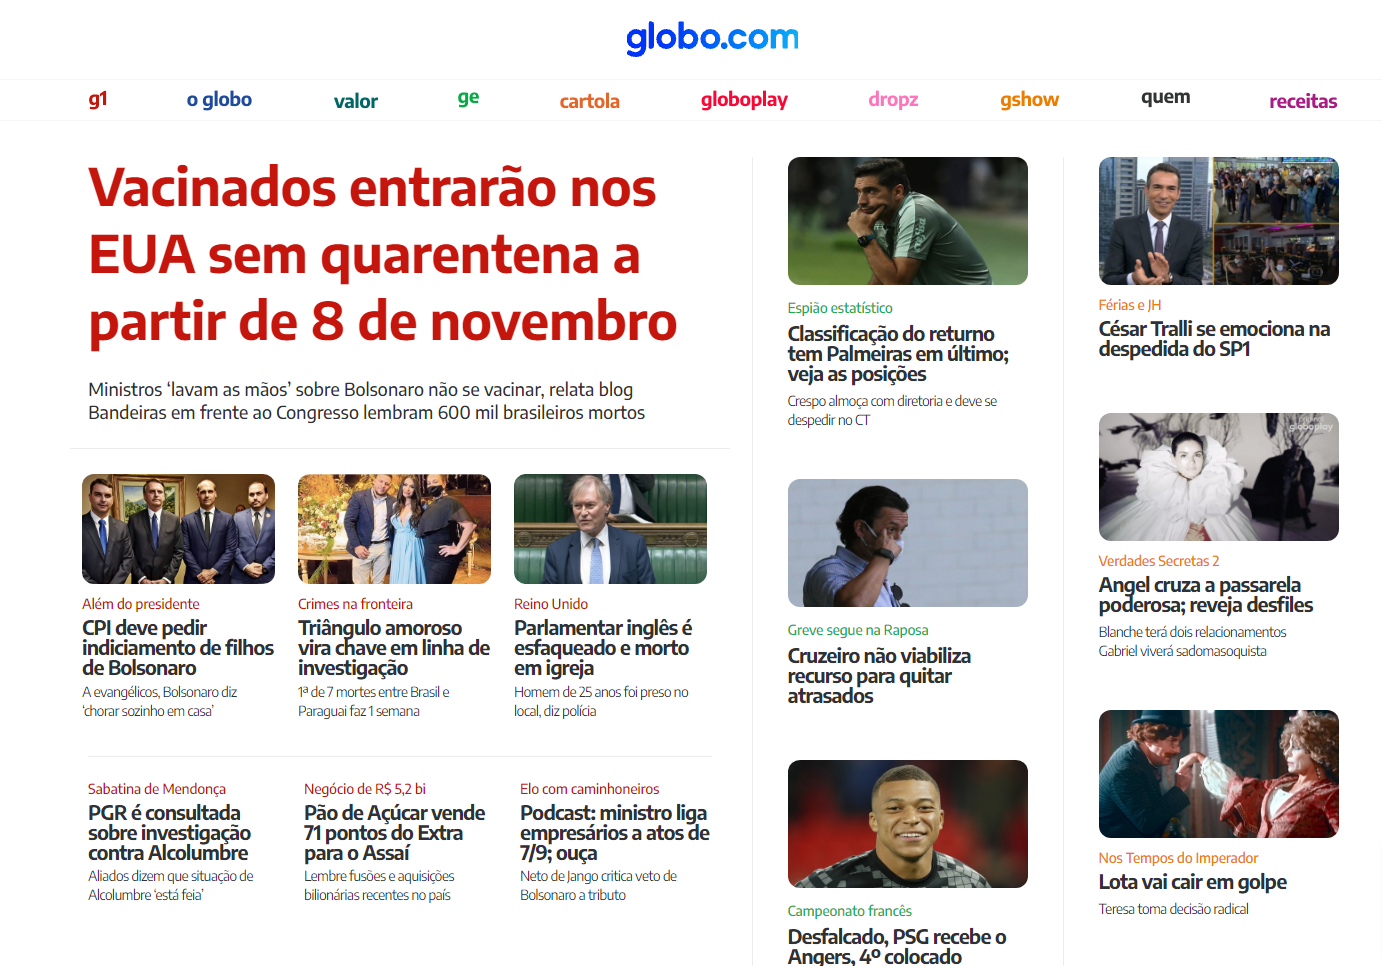 globo.com
g1
o globo
valor
ge
cartola
globoplay
dropz
gshow
quem
receitas
Vacinados entrarão nos
EUA sem quarentena a
partir de 8 de novembro
Ministros ‘lavam as mãos’ sobre Bolsonaro não se vacinar, relata blog
Bandeiras em frente ao Congresso lembram 600 mil brasileiros mortos
Além do presidente
CPI deve pedir
indiciamento de filhos
de Bolsonaro
A evangélicos, Bolsonaro diz
‘chorar sozinho em casa’
Crimes na fronteira
Triângulo amoroso
vira chave em linha de
investigação
1ª de 7 mortes entre Brasil e
Paraguai faz 1 semana
Reino Unido
Parlamentar inglês é
esfaqueado e morto
em igreja
Homem de 25 anos foi preso no
local, diz polícia
Sabatina de Mendonça
PGR é consultada
sobre investigação
contra Alcolumbre
Aliados dizem que situação de
Alcolumbre ‘está feia’
Negócio de R$ 5,2 bi
Pão de Açúcar vende
71 pontos do Extra
para o Assaí
Lembre fusões e aquisições
bilionárias recentes no país
Elo com caminhoneiros
Podcast: ministro liga
empresários a atos de
7/9; ouça
Neto de Jango critica veto de
Bolsonaro a tributo
Espião estatístico
Classificação do returno
tem Palmeiras em último;
veja as posições
Crespo almoça com diretoria e deve se
despedir no CT
Greve segue na Raposa
Cruzeiro não viabiliza
recurso para quitar
atrasados
Campeonato francês
Desfalcado, PSG recebe o
Angers, 4º colocado
Férias e JH
César Tralli se emociona na
despedida do SP1
globoplay
Verdades Secretas 2
Angel cruza a passarela
poderosa; reveja desfiles
Blanche terá dois relacionamentos
Gabriel viverá sadomasoquista
Nos Tempos do Imperador
Lota vai cair em golpe
Teresa toma decisão radical